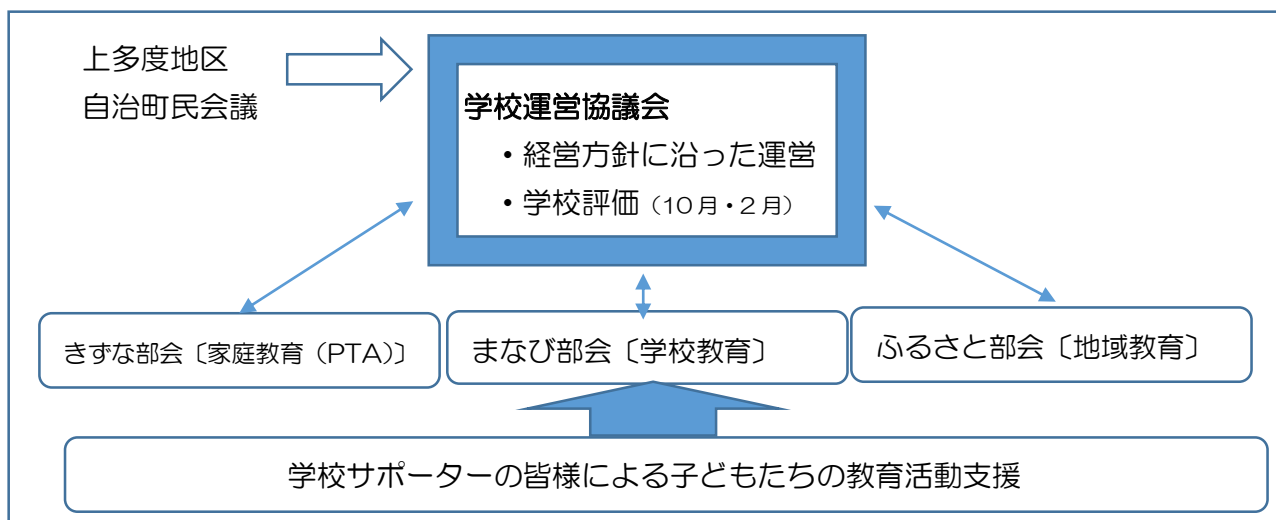 上多度地区
自治町民会議
学校運営協議会
・経営方針に沿った運営
・学校評価（10月・2月）
きずな部会〔家庭教育（PTA）〕
まなび部会〔学校教育〕
ふるさと部会〔地域教育〕
学校サポーターの皆様による子どもたちの教育活動支援